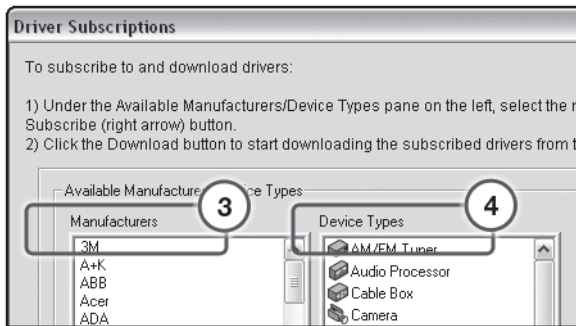 Driver Subscriptions
To subscribe to and download drivers:
1) Under the Available Manufacturers/Device Types pane on the left, select the
Subscribe (right arrow) button.
2) Click the Download button to start downloading the subscribed drivers from
Available Manufacture ice Types
3
4
Manufacturers
Device Types
3M
A+K
ABB
Acer
ADA
AM/FM Tuner
Audio Processor
Cable Box
Camera